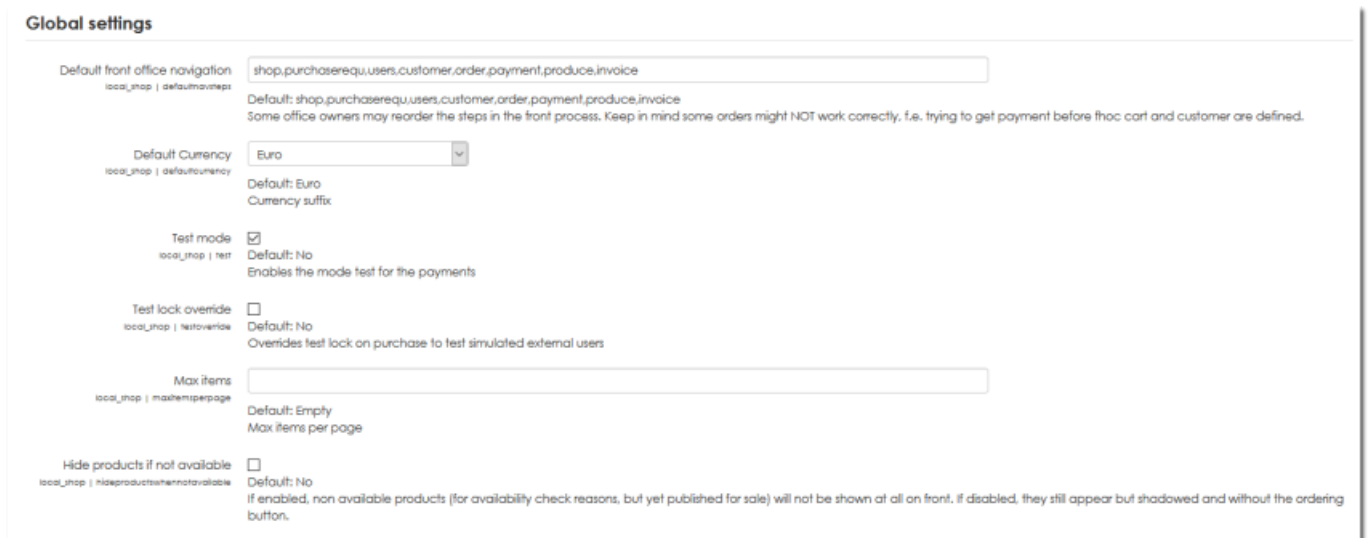 Global settings
Default front office navigation
shop,purchaserequ,users,customer,order,payment,produce,invoice
local_shop | defaultnavsteps
Default: shop,purchaserequ,users,customer,order,payment,produce,invoice
Some office owners may reorder the steps in the front process. Keep in mind some orders might NOT work correctly, f.e. trying to get payment before fhoc cart and customer are defined.
Default Currency
Euro
local_shop | defaultcurrency
Default: Euro
Currency suffix
Test mode
local_shop | test
Default: No
Enables the mode test for the payments
Test lock override
local_shop | testoverride
Default: No
Overrides test lock on purchase to test simulated external users
Max items
local_shop | maxitemsperpage
Default: Empty
Max items per page
Hide products if not available
local_shop | hideproductswhennotavailable
Default: No
If enabled, non available products (for availability check reasons, but yet published for sale) will not be shown at all on front. If disabled, they still appear but shadowed and without the ordering
button.